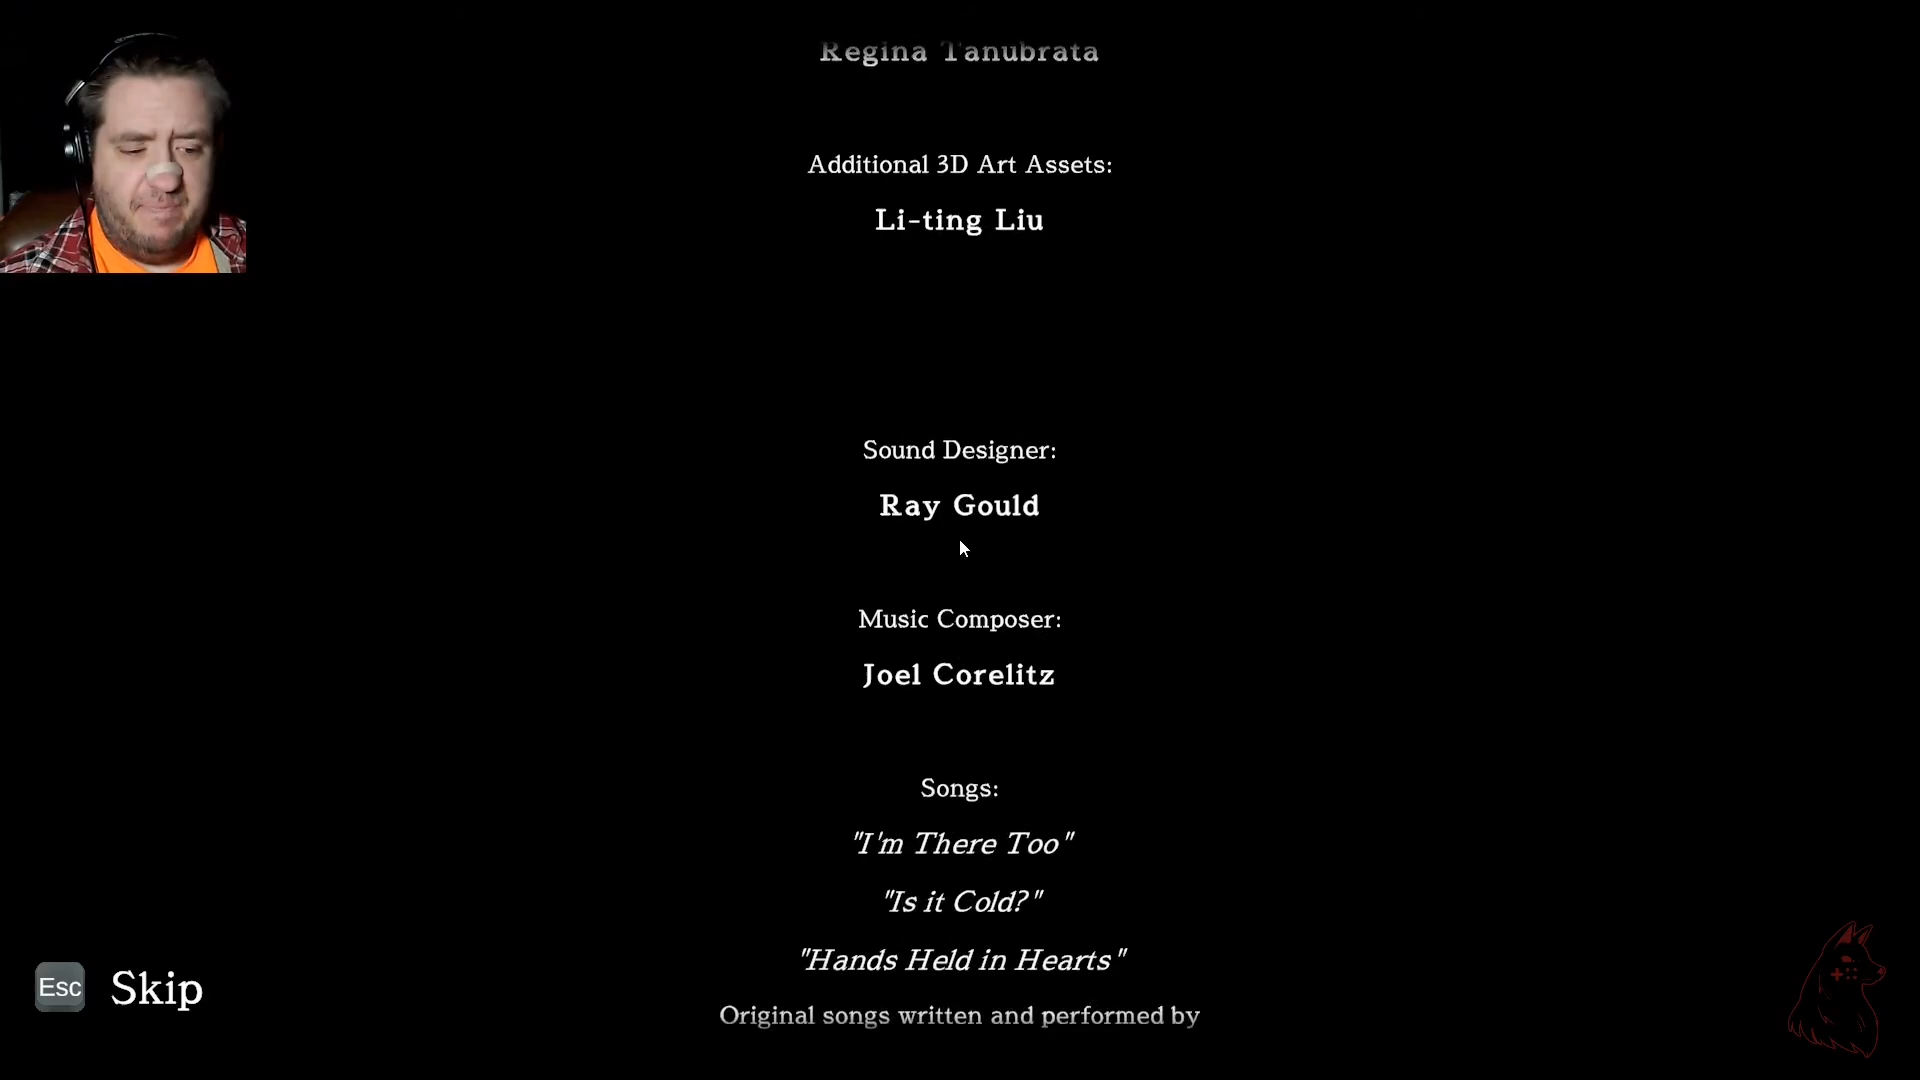 Regina Tanubrata
Additional 3D Art Assets:
Li-ting Liu
Sound Designer:
Ray Gould
Music Composer:
Joel Corelitz
Songs:
"I'm There Too"
"Is it Cold?"
"Hands Held in Hearts"
Original songs written and performed by
Esc Skip